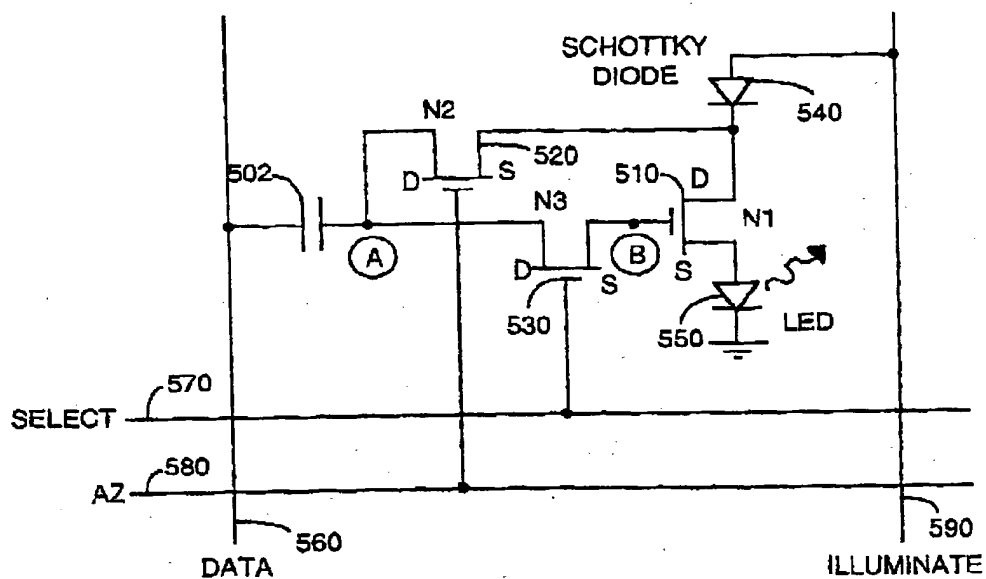 SCHOTTKY
DIODE
540
N2
520
502
D
S
510
D
N3
N1
A
B
D
S
S
530
550
LED
570
SELECT
580
AZ
560
590
DATA
ILLUMINATE